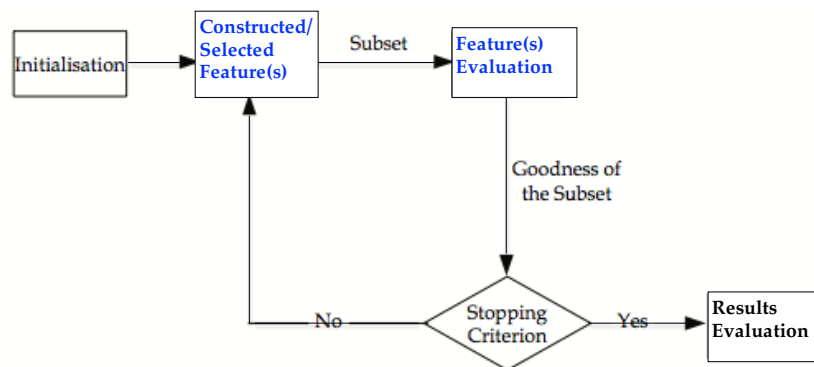 Initialisation
Constructed/
Selected
Feature(s)
Subset
Feature(s)
Evaluation
Goodness of
the Subset
Stopping
Criterion
No
Yes
Results
Evaluation